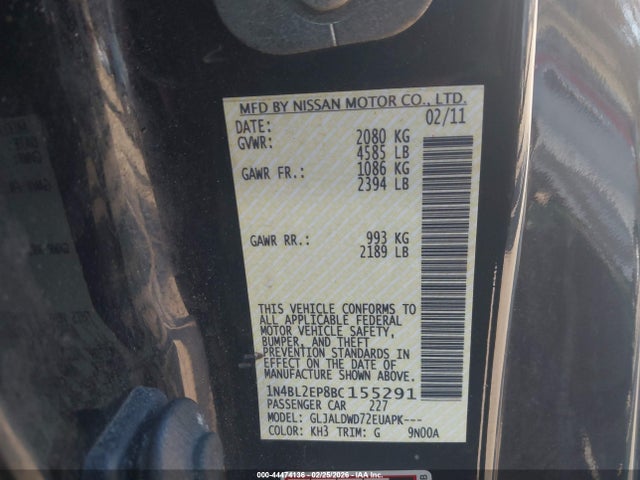 MFD BY NISSAN MOTOR CO., LTD.
DATE: 02/11
GVWR: 2080 KG
4585 LB
GAWR FR.: 1086 KG
2394 LB
GAWR RR.: 993 KG
2189 LB
THIS VEHICLE CONFORMS TO
ALL APPLICABLE FEDERAL
MOTOR VEHICLE SAFETY,
BUMPER, AND THEFT
PREVENTION STANDARDS IN
EFFECT ON THE DATE OF
MANUFACTURE SHOWN ABOVE.
1N4BL2EP8BC155291
PASSENGER CAR 227
MODEL: GLJALDWD72EUAPK---
COLOR: KH3 TRIM: G 9N00A
000-44474136 - 02/25/2026 - IAA Inc.